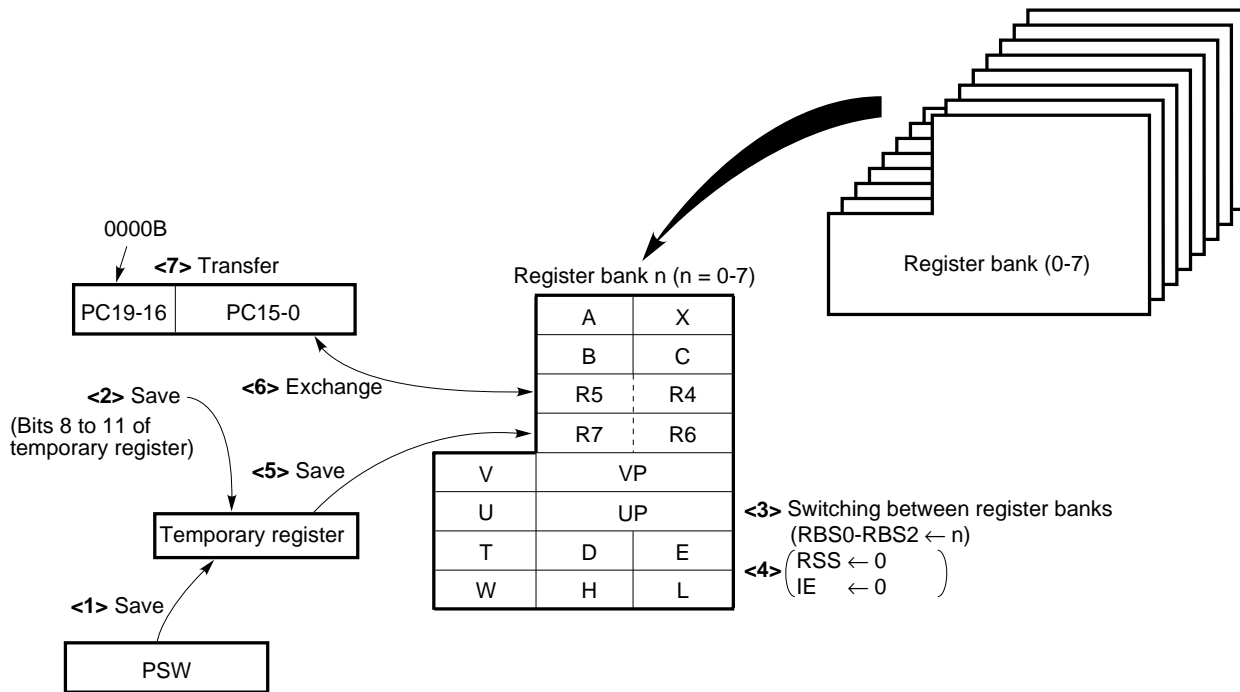 Register bank (0-7)
0000B
<7> Transfer
PC19-16 PC15-0
Register bank n (n = 0-7)
A X
B C
R5 R4
R7 R6
V VP
U UP
T D E
W H L
<6> Exchange
<2> Save
(Bits 8 to 11 of
temporary register)
<5> Save
Temporary register
<3> Switching between register banks
(RBS0-RBS2 ← n)
<4> (RSS ← 0
IE ← 0)
<1> Save
PSW